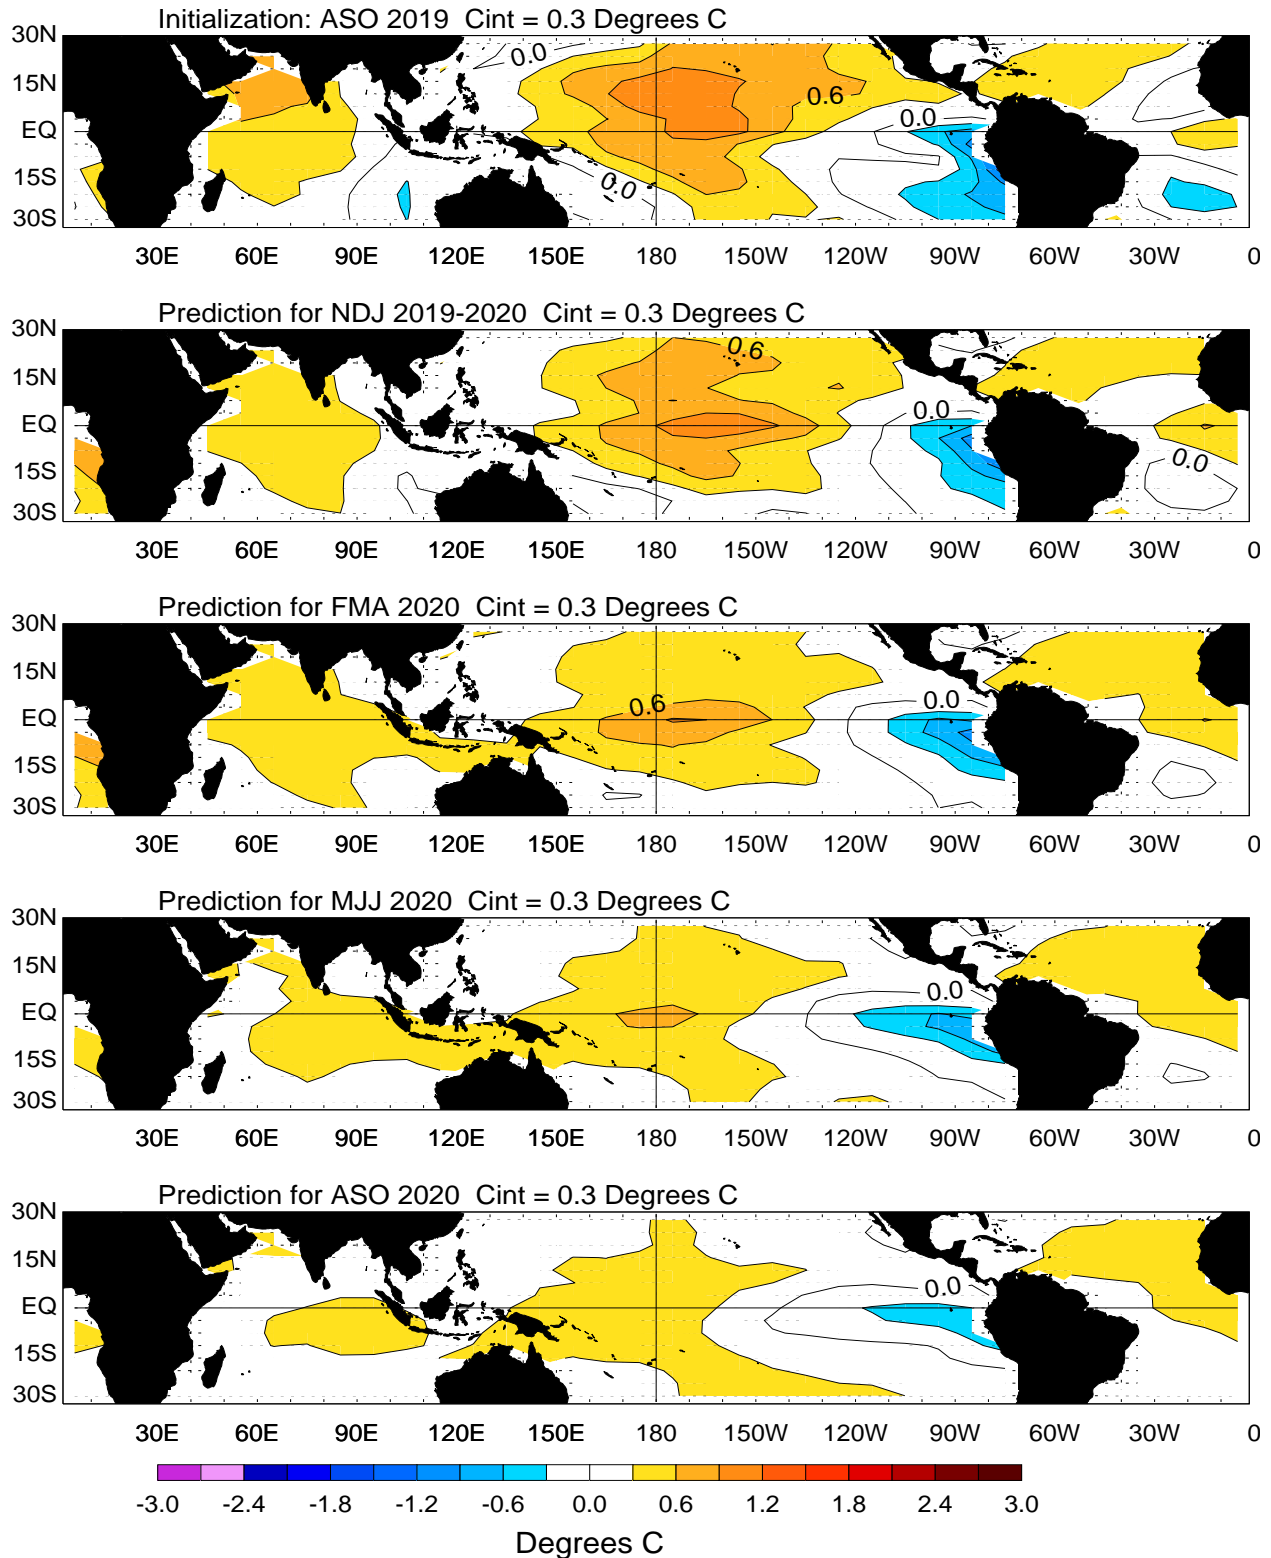 Initialization: ASO 2019 Cint = 0.3 Degrees C
30N
0.0
15N
0.6
0.0
EQ
15S
0.0
30S
30E 60E 90E 120E 150E 180 150W 120W 90W 60W 30W 0
Prediction for NDJ 2019-2020 Cint = 0.3 Degrees C
30N
0.6
15N
0.0
EQ
0.0
15S
30S
30E 60E 90E 120E 150E 180 150W 120W 90W 60W 30W 0
Prediction for FMA 2020 Cint = 0.3 Degrees C
30N
15N
0.6
0.0
EQ
15S
30S
30E 60E 90E 120E 150E 180 150W 120W 90W 60W 30W 0
Prediction for MJJ 2020 Cint = 0.3 Degrees C
30N
15N
0.0
EQ
15S
30S
30E 60E 90E 120E 150E 180 150W 120W 90W 60W 30W 0
Prediction for ASO 2020 Cint = 0.3 Degrees C
30N
15N
0.0
EQ
15S
30S
30E 60E 90E 120E 150E 180 150W 120W 90W 60W 30W 0
-3.0 -2.4 -1.8 -1.2 -0.6 0.0 0.6 1.2 1.8 2.4 3.0
Degrees C